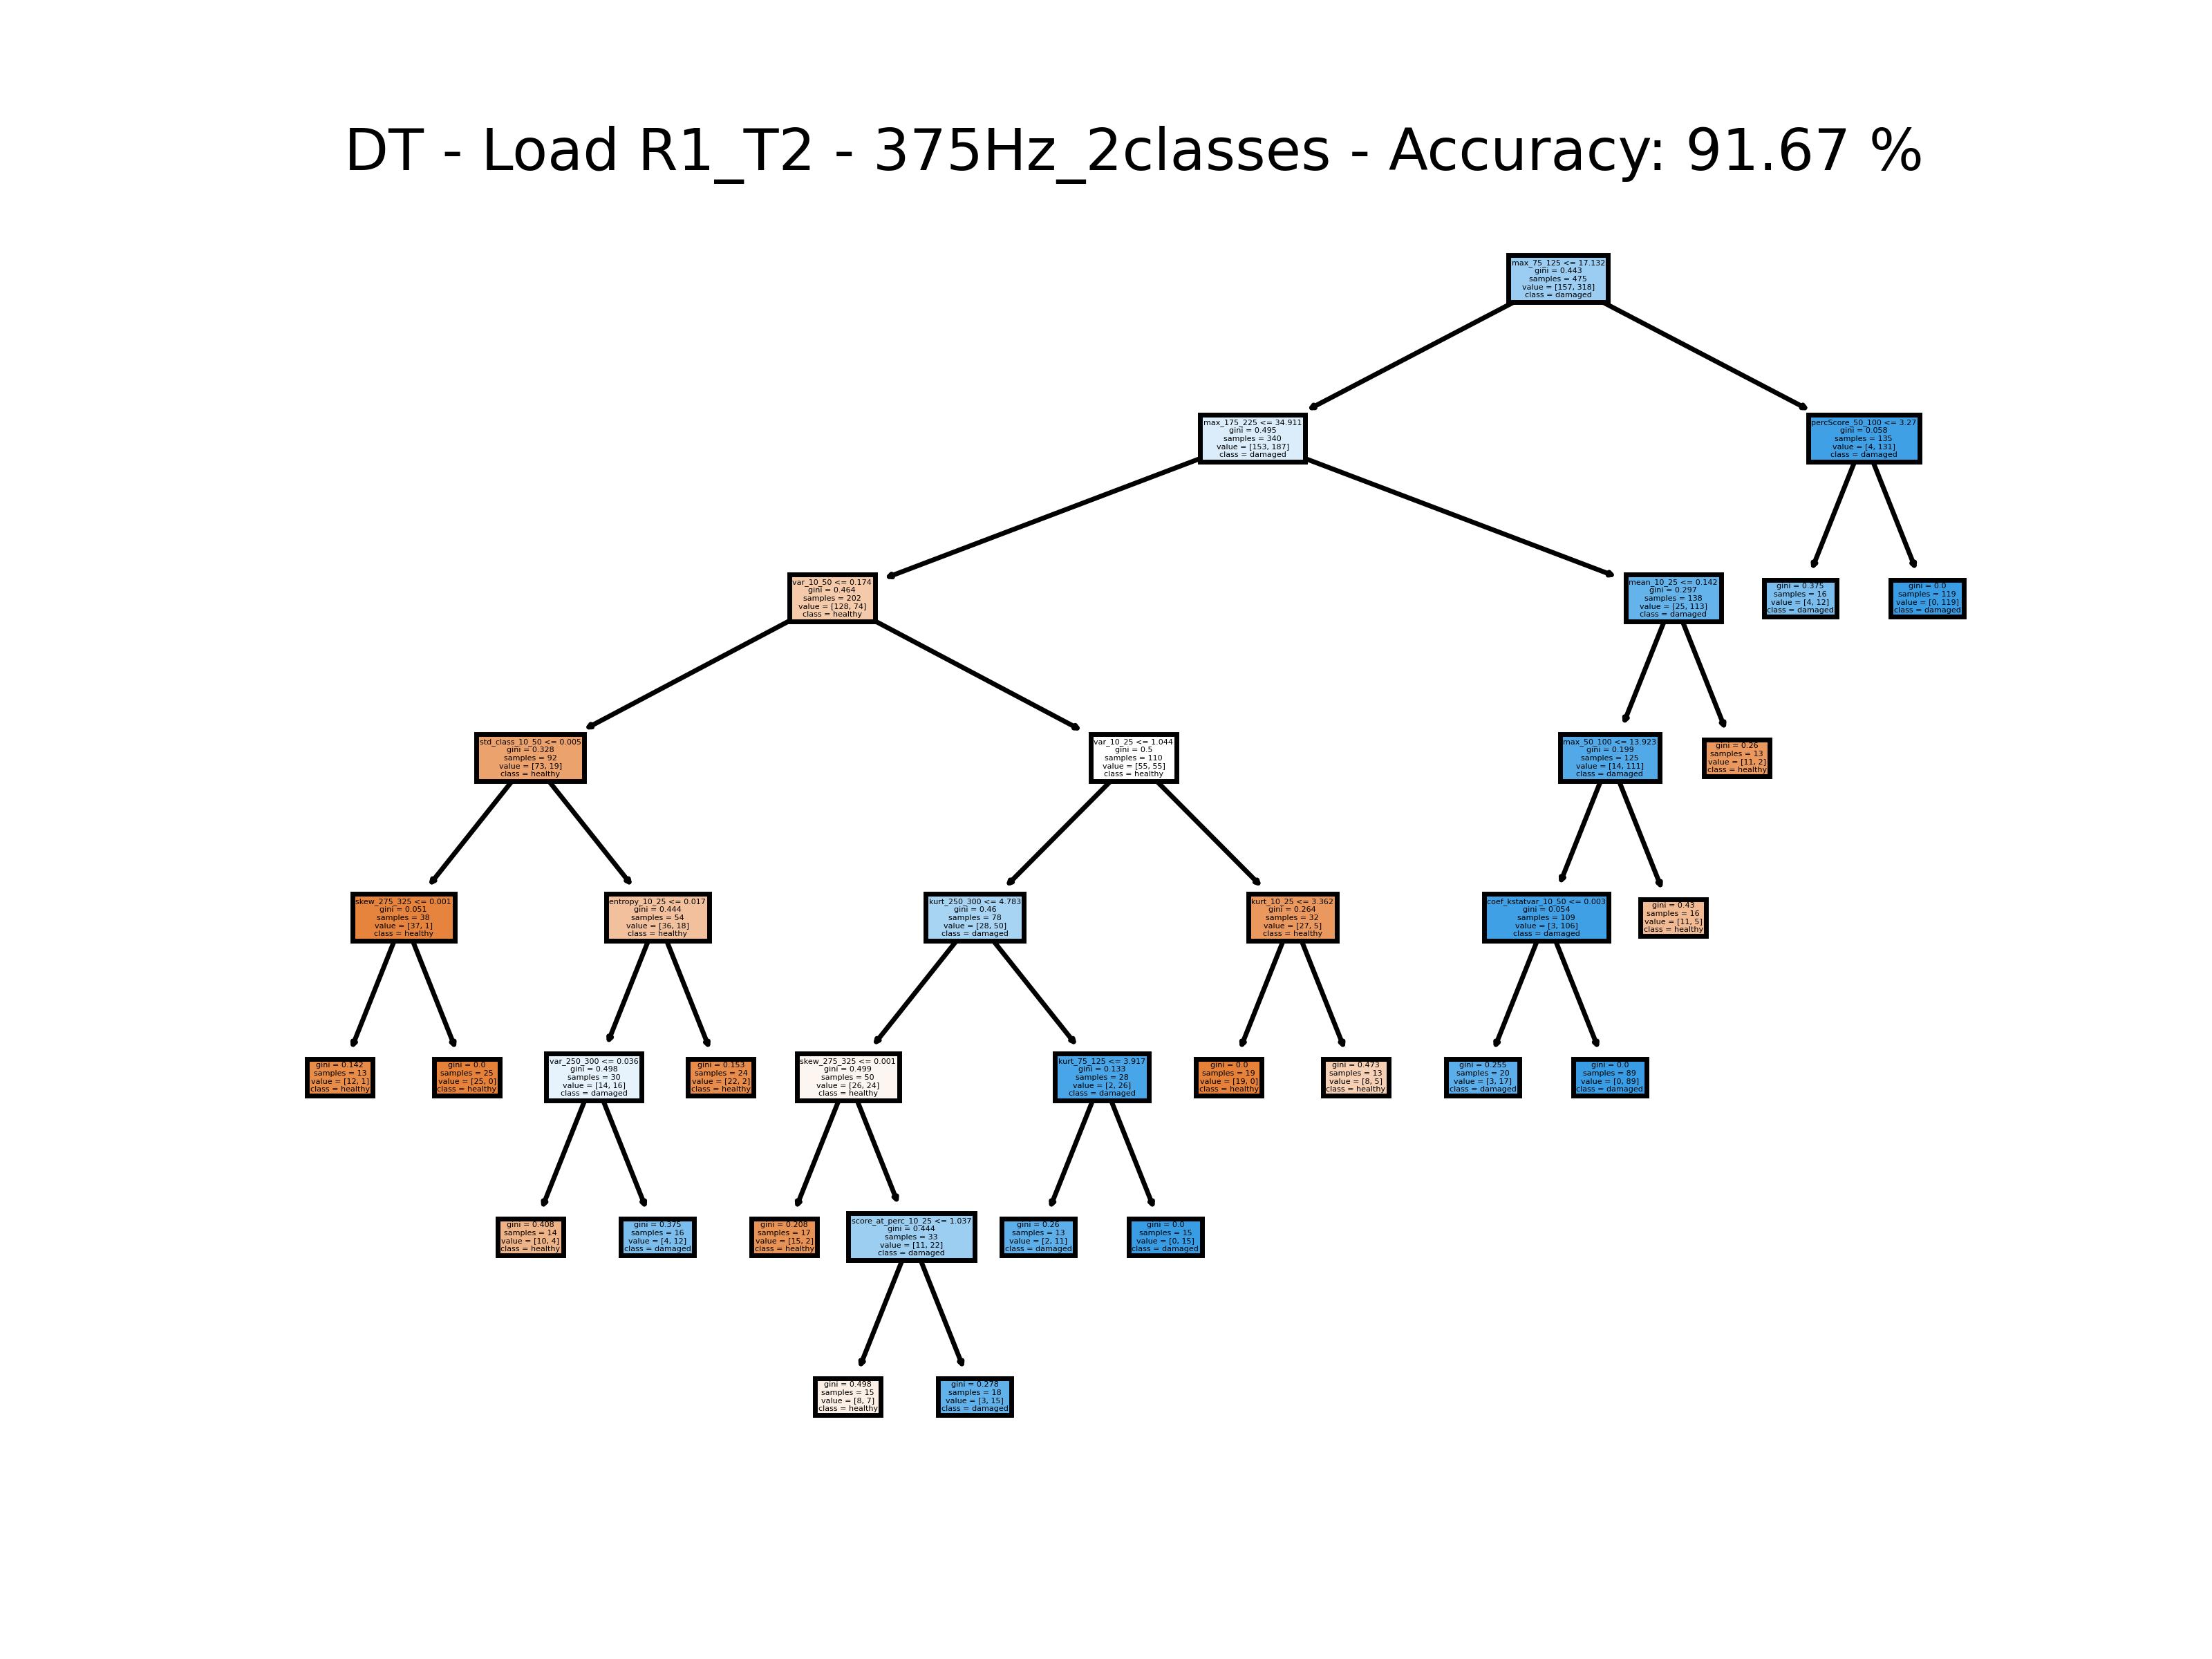 DT - Load R1_T2 - 375Hz_2classes - Accuracy: 91.67 %
max_75_125 <= 17.132
gini = 0.443
samples = 475
value = [157, 318]
class = damaged
max_175_225 <= 34.911
gini = 0.495
samples = 340
value = [153, 187]
class = damaged
percScore_50_100 <= 3.27
gini = 0.058
samples = 135
value = [4, 131]
class = damaged
var_10_50 <= 0.174
gini = 0.464
samples = 202
value = [128, 74]
class = healthy
mean_10_25 <= 0.142
gini = 0.297
samples = 138
value = [25, 113]
class = damaged
gini = 0.375
samples = 16
value = [4, 12]
class = damaged
gini = 0.0
samples = 119
value = [0, 119]
class = damaged
std_class_10_50 <= 0.005
gini = 0.328
samples = 92
value = [73, 19]
class = healthy
var_10_25 <= 1.044
gini = 0.5
samples = 110
value = [55, 55]
class = healthy
max_50_100 <= 13.923
gini = 0.199
samples = 125
value = [14, 111]
class = damaged
gini = 0.26
samples = 13
value = [11, 2]
class = healthy
skew_275_325 <= 0.001
gini = 0.051
samples = 38
value = [37, 1]
class = healthy
entropy_10_25 <= 0.017
gini = 0.444
samples = 54
value = [36, 18]
class = healthy
kurt_250_300 <= 4.783
gini = 0.46
samples = 78
value = [28, 50]
class = damaged
kurt_10_25 <= 3.362
gini = 0.264
samples = 32
value = [27, 5]
class = healthy
coef_kstatvar_10_50 <= 0.003
gini = 0.054
samples = 109
value = [3, 106]
class = damaged
gini = 0.43
samples = 16
value = [11, 5]
class = healthy
gini = 0.142
samples = 13
value = [12, 1]
class = healthy
gini = 0.0
samples = 25
value = [25, 0]
class = healthy
var_250_300 <= 0.036
gini = 0.498
samples = 30
value = [14, 16]
class = damaged
gini = 0.153
samples = 24
value = [22, 2]
class = healthy
skew_275_325 <= 0.001
gini = 0.499
samples = 50
value = [26, 24]
class = healthy
kurt_75_125 <= 3.917
gini = 0.133
samples = 28
value = [2, 26]
class = damaged
gini = 0.0
samples = 19
value = [19, 0]
class = healthy
gini = 0.473
samples = 13
value = [8, 5]
class = healthy
gini = 0.255
samples = 20
value = [3, 17]
class = damaged
gini = 0.0
samples = 89
value = [0, 89]
class = damaged
gini = 0.408
samples = 14
value = [10, 4]
class = healthy
gini = 0.375
samples = 16
value = [4, 12]
class = damaged
gini = 0.208
samples = 17
value = [15, 2]
class = healthy
score_at_perc_10_25 <= 1.037
gini = 0.444
samples = 33
value = [11, 22]
class = damaged
gini = 0.26
samples = 13
value = [2, 11]
class = damaged
gini = 0.0
samples = 15
value = [0, 15]
class = damaged
gini = 0.498
samples = 15
value = [8, 7]
class = healthy
gini = 0.278
samples = 18
value = [3, 15]
class = damaged